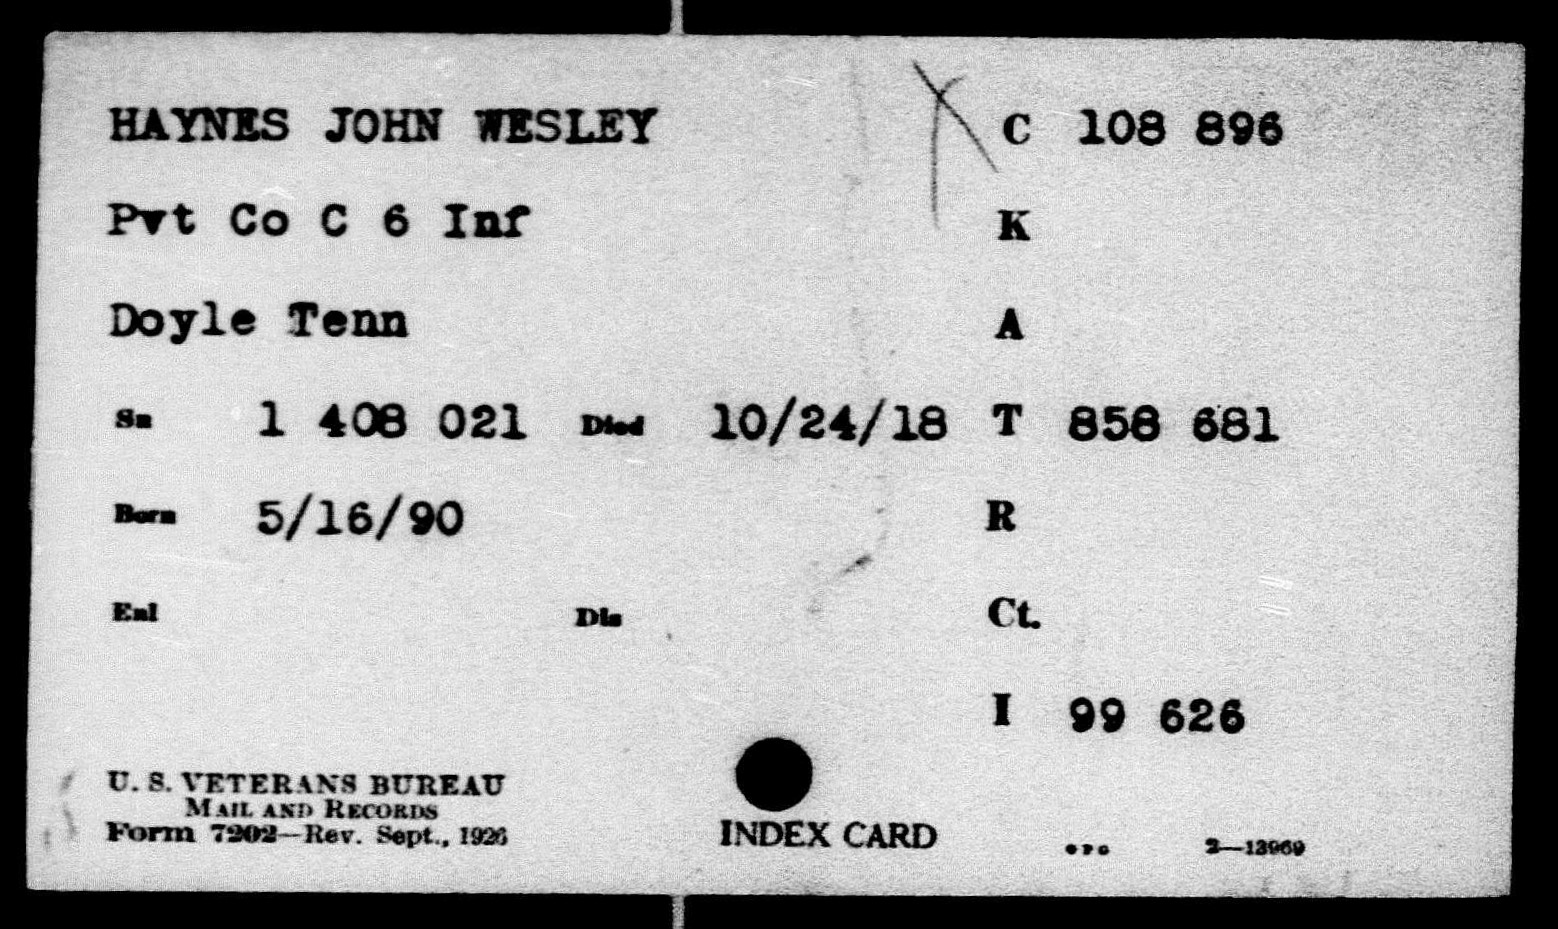 HAYNES JOHN WESLEY C 108 896
Pvt Co C 6 Inf K
Doyle Tenn A
Sn 1 408 021 Died 10/24/18 T 858 681
Born 5/16/90 R
Enl Dis Ct.
I 99 626
U. S. VETERANS BUREAU
MAIL AND RECORDS
Form 7202—Rev. Sept., 1926
INDEX CARD
2—13969